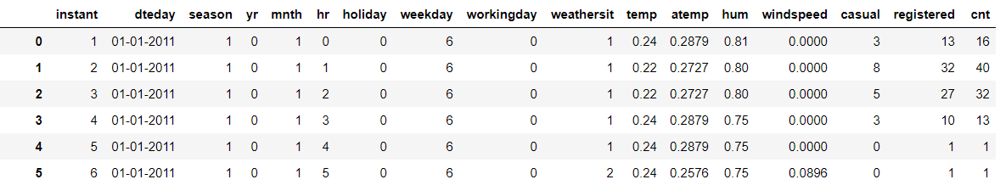 instant dteday season yr mnth hr holiday weekday workingday weathersit temp atemp hum windspeed casual registered cnt
0 1 01-01-2011 1 0 1 0 0 6 0 1 0.24 0.2879 0.81 0.0000 3 13 16
1 2 01-01-2011 1 0 1 1 0 6 0 1 0.22 0.2727 0.80 0.0000 8 32 40
2 3 01-01-2011 1 0 1 2 0 6 0 1 0.22 0.2727 0.80 0.0000 5 27 32
3 4 01-01-2011 1 0 1 3 0 6 0 1 0.24 0.2879 0.75 0.0000 3 10 13
4 5 01-01-2011 1 0 1 4 0 6 0 1 0.24 0.2879 0.75 0.0000 0 1 1
5 6 01-01-2011 1 0 1 5 0 6 0 2 0.24 0.2576 0.75 0.0896 0 1 1